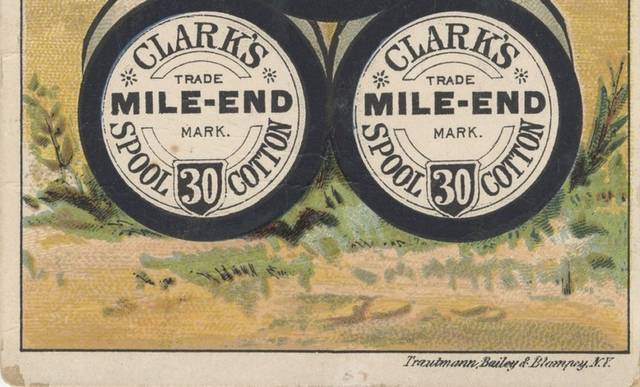 CLARK'S
TRADE
MILE-END
MARK.
SPOOL 30 COTTON
CLARK'S
TRADE
MILE-END
MARK.
SPOOL 30 COTTON
Trautmann, Bailey & Blampey, N.Y.